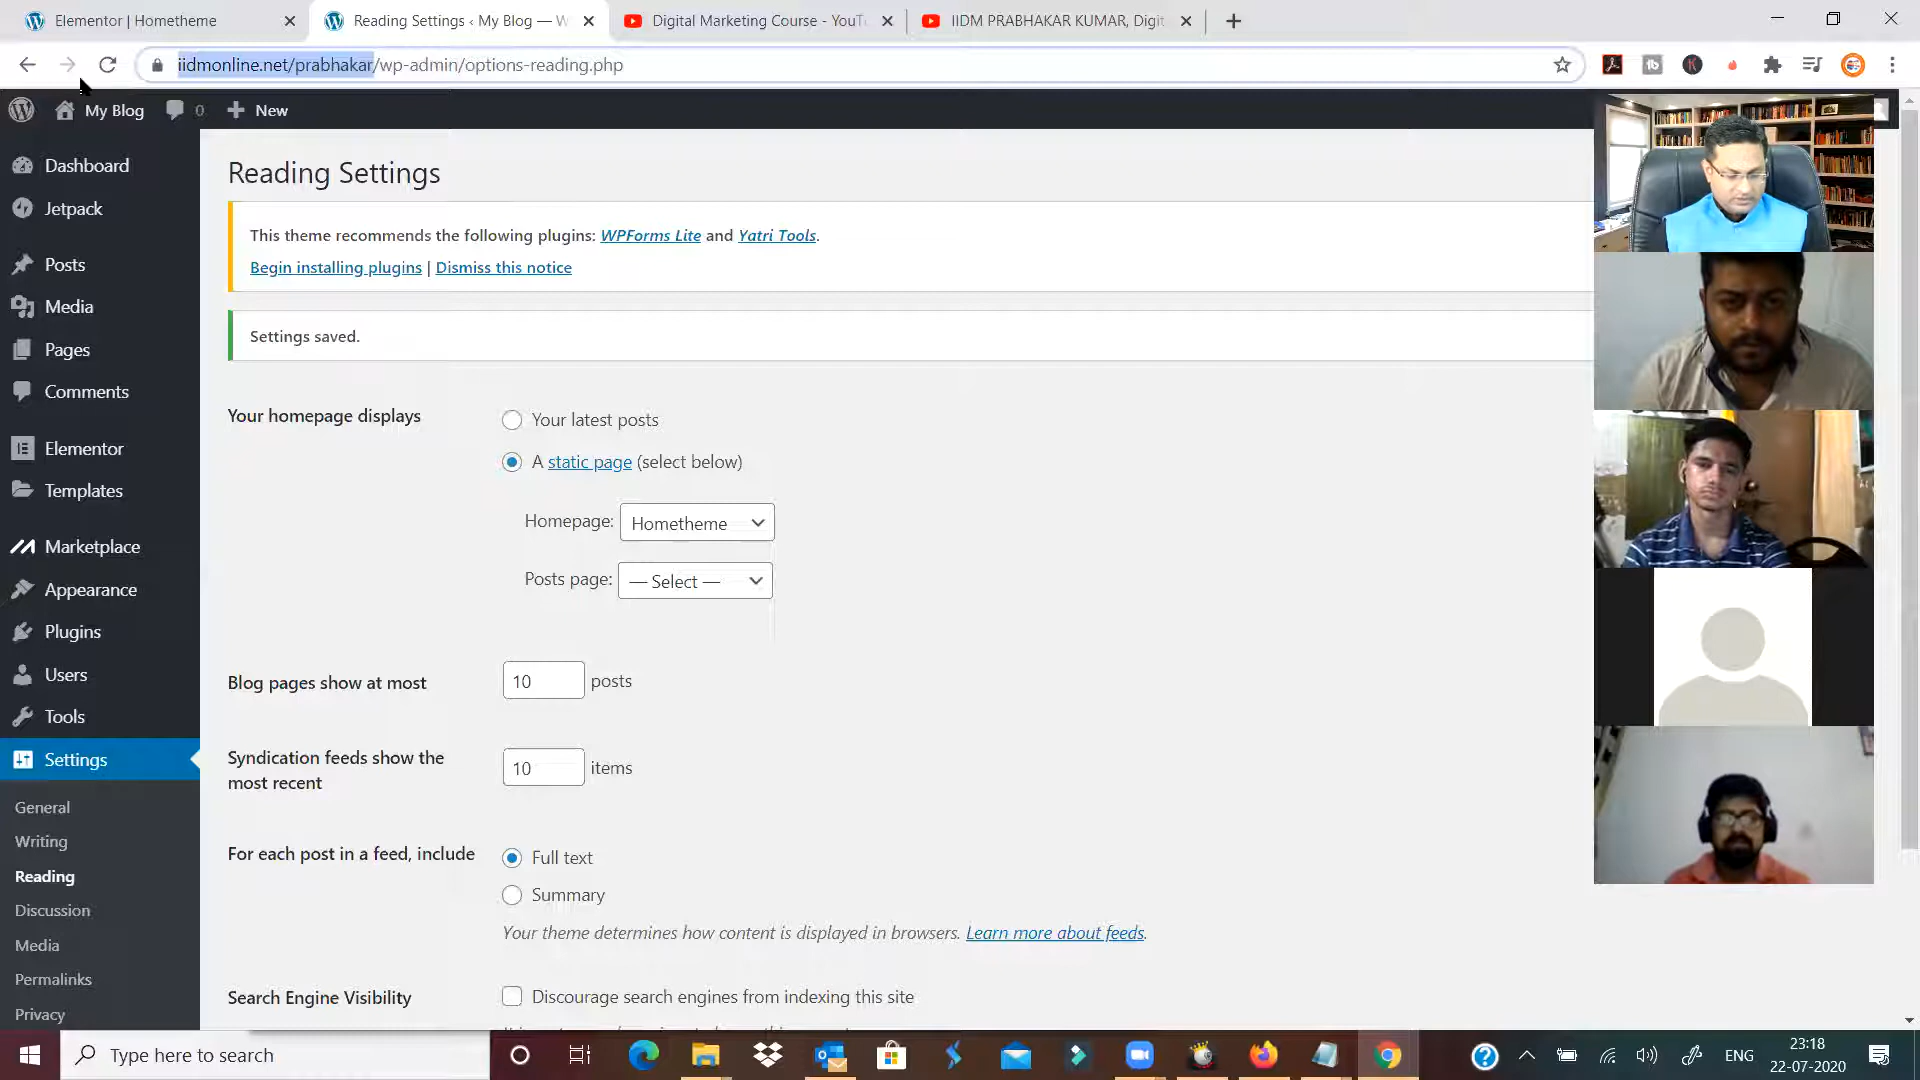 Elementor | Hometheme
Reading Settings ‹ My Blog — W
Digital Marketing Course - YouT
IIDM PRABHAKAR KUMAR, Digit
iidmonline.net/prabhakar/wp-admin/options-reading.php
My Blog 0 New
Dashboard
Jetpack
Posts
Media
Pages
Comments
Elementor
Templates
Marketplace
Appearance
Plugins
Users
Tools
Settings
General
Writing
Reading
Discussion
Media
Permalinks
Privacy
Reading Settings
This theme recommends the following plugins: WPForms Lite and Yatri Tools.
Begin installing plugins | Dismiss this notice
Settings saved.
Your homepage displays
Your latest posts
A static page (select below)
Homepage: Hometheme
Posts page: — Select —
Blog pages show at most 10 posts
Syndication feeds show the
most recent
10 items
For each post in a feed, include
Full text
Summary
Your theme determines how content is displayed in browsers. Learn more about feeds.
Search Engine Visibility
Discourage search engines from indexing this site
Type here to search
ENG
23:18
22-07-2020